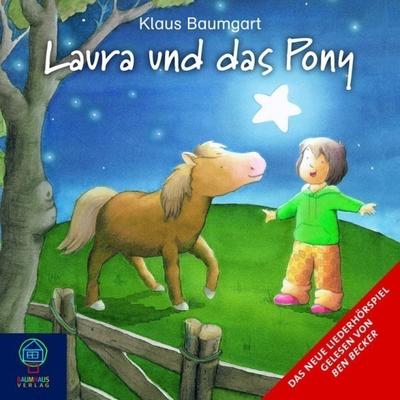 Klaus Baumgart
Laura und das Pony
DAS NEUE LIEDERHÖRSPIEL
GELESEN VON
BEN BECKER
BAUMHAUS
VERLAG